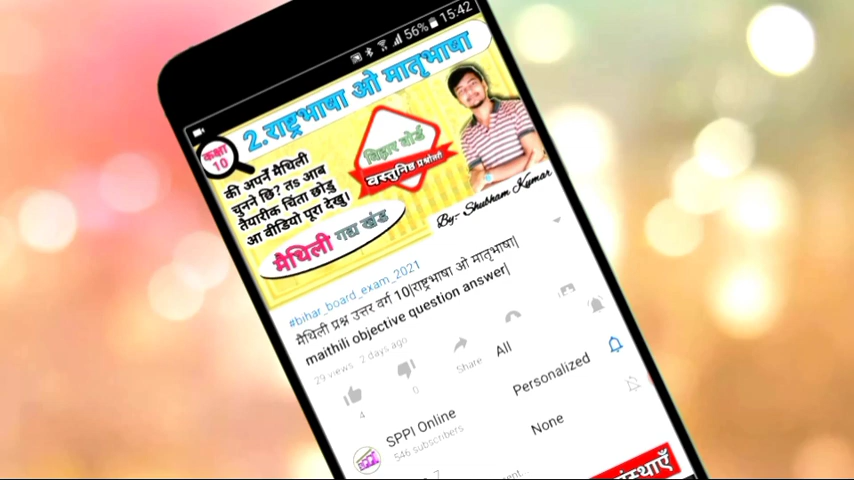 56% 15:42
2.राष्ट्रभाषा ओ मातृभाषा
कक्षा
10
की अपनें मैथिली
चुनने छि? तs आब
तैयारीक चिंता छोड़ु
आ वीडियो पूरा देखु।
बिहार बोर्ड
वस्तुनिष्ठ प्रश्नोत्तरी
मैथिली गद्य खंड
By:- Shubham Kumar
#bihar_board_exam_2021
मैथिली प्रश्न उत्तर वर्ग 10|राष्ट्रभाषा ओ मातृभाषा|
maithili objective question answer|
29 views · 2 days ago
4
0
Share
All
Personalized
None
SPPI Online
546 subscribers